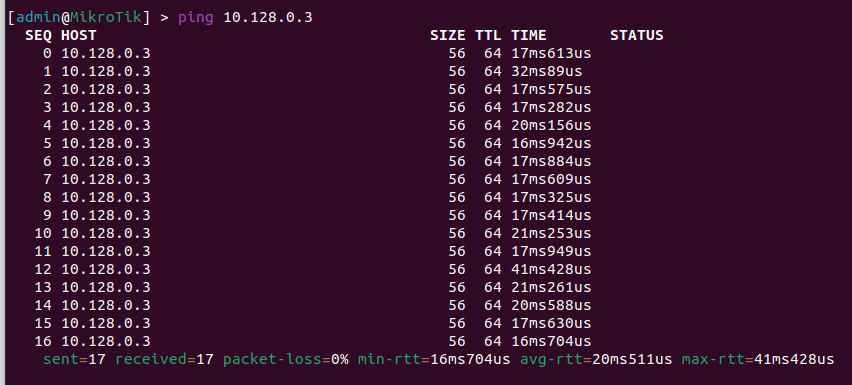 [admin@MikroTik] > ping 10.128.0.3
SEQ HOST SIZE TTL TIME STATUS
0 10.128.0.3 56 64 17ms613us
1 10.128.0.3 56 64 32ms89us
2 10.128.0.3 56 64 17ms575us
3 10.128.0.3 56 64 17ms282us
4 10.128.0.3 56 64 20ms156us
5 10.128.0.3 56 64 16ms942us
6 10.128.0.3 56 64 17ms884us
7 10.128.0.3 56 64 17ms609us
8 10.128.0.3 56 64 17ms325us
9 10.128.0.3 56 64 17ms414us
10 10.128.0.3 56 64 21ms253us
11 10.128.0.3 56 64 17ms949us
12 10.128.0.3 56 64 41ms428us
13 10.128.0.3 56 64 21ms261us
14 10.128.0.3 56 64 20ms588us
15 10.128.0.3 56 64 17ms630us
16 10.128.0.3 56 64 16ms704us
sent=17 received=17 packet-loss=0% min-rtt=16ms704us avg-rtt=20ms511us max-rtt=41ms428us